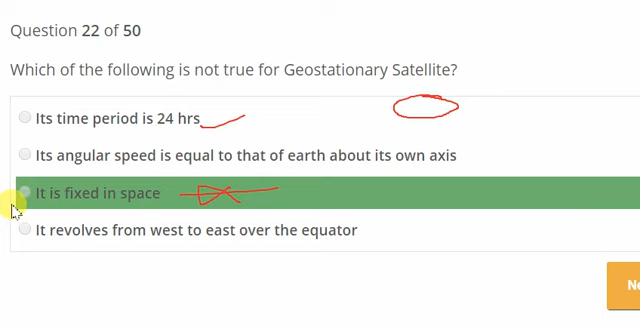 Question 22 of 50
Which of the following is not true for Geostationary Satellite?
Its time period is 24 hrs
Its angular speed is equal to that of earth about its own axis
It is fixed in space
It revolves from west to east over the equator